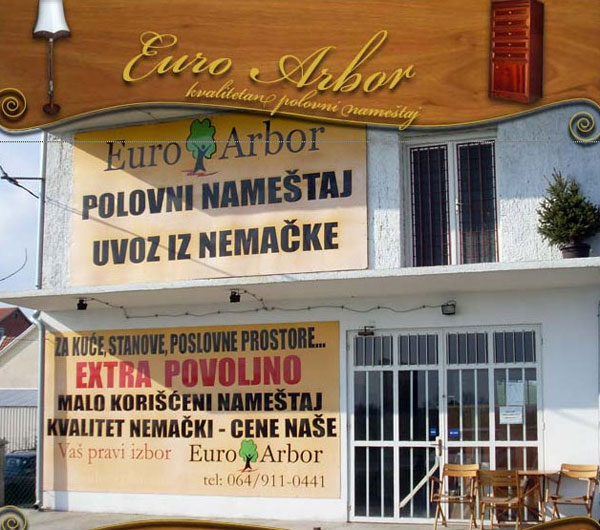 Euro Arbor
kvalitetan polovni nameštaj
Euro Arbor
POLOVNI NAMEŠTAJ
UVOZ IZ NEMAČKE
ZA KUĆE, STANOVE, POSLOVNE PROSTORE...
EXTRA POVOLJNO
MALO KORIŠĆENI NAMEŠTAJ
KVALITET NEMAČKI - CENE NAŠE
Vaš pravi izbor Euro Arbor
tel: 064/911-0441